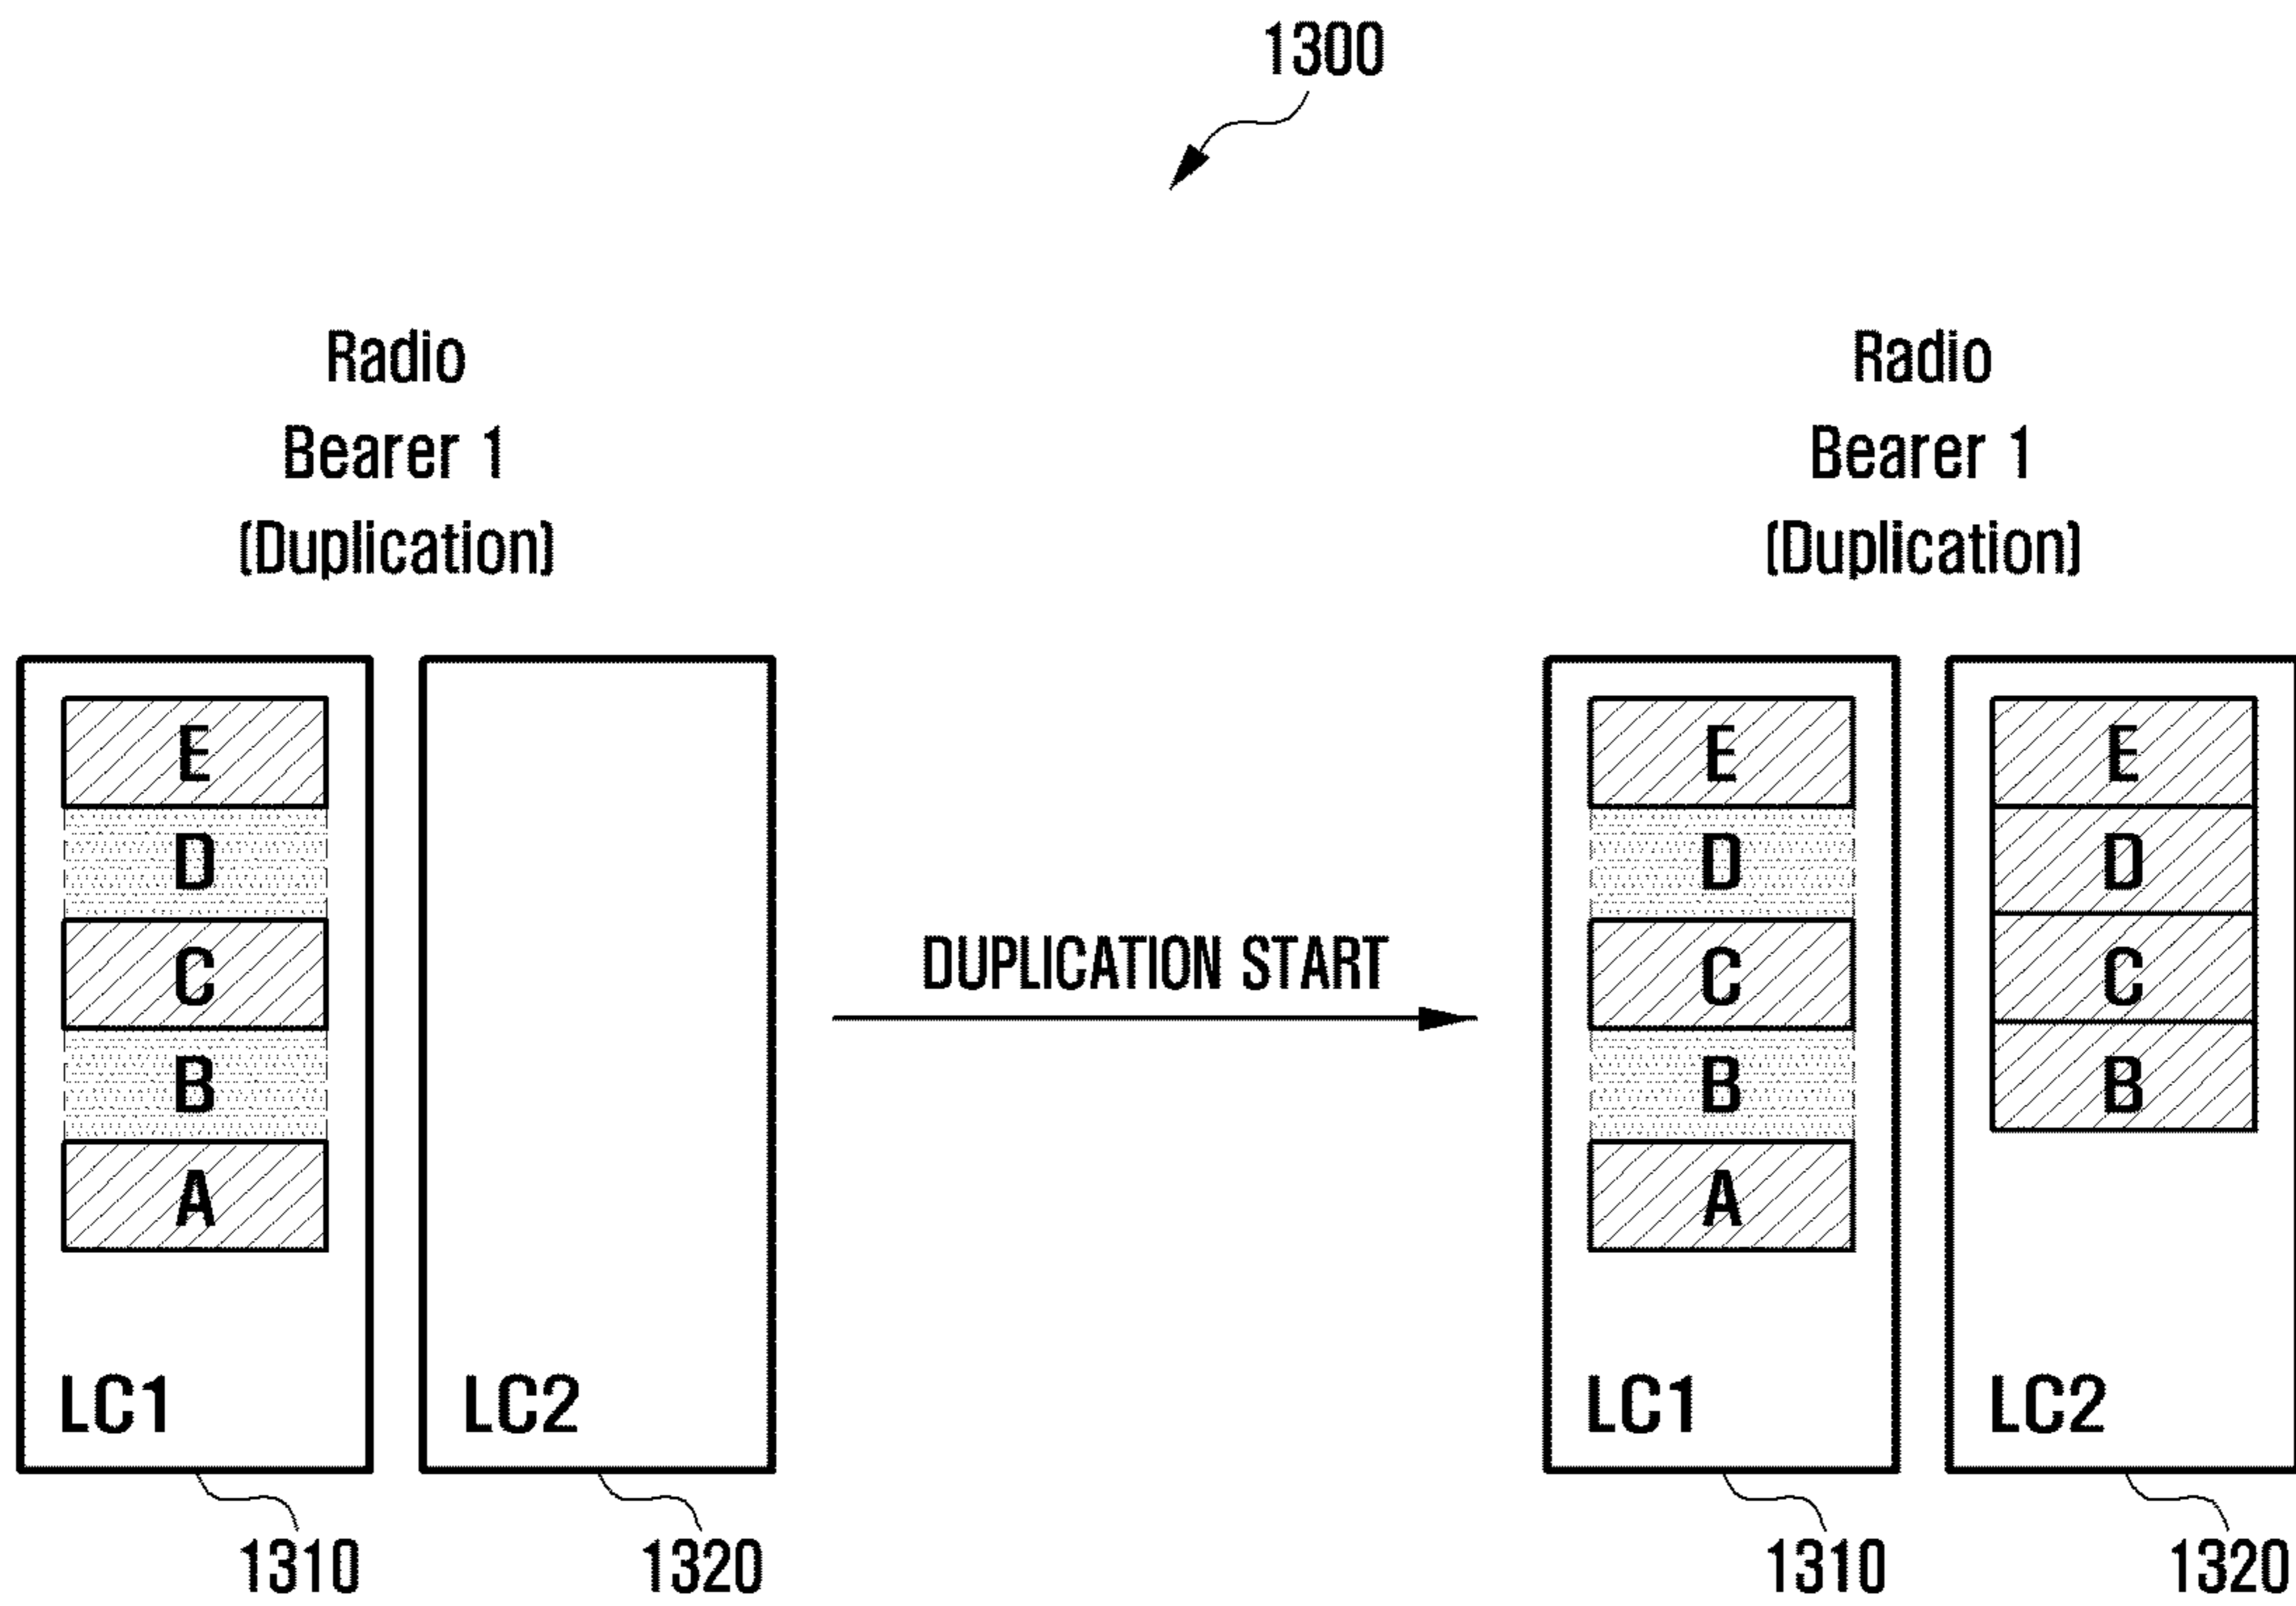 1300
Radio
Bearer 1
(Duplication)
E
D
C
B
A
LC1
LC2
1310
1320
DUPLICATION START
Radio
Bearer 1
(Duplication)
E
D
C
B
A
LC1
E
D
C
B
LC2
1310
1320